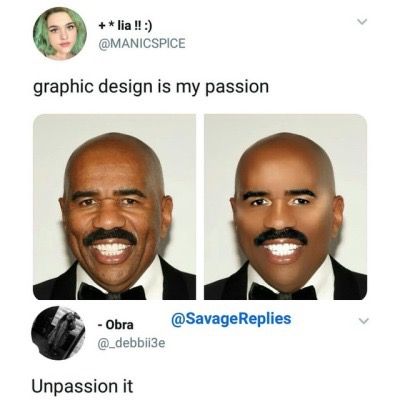 + * lia !! :)
@MANICSPICE
graphic design is my passion
- Obra
@SavageReplies
@_debbii3e
Unpassion it